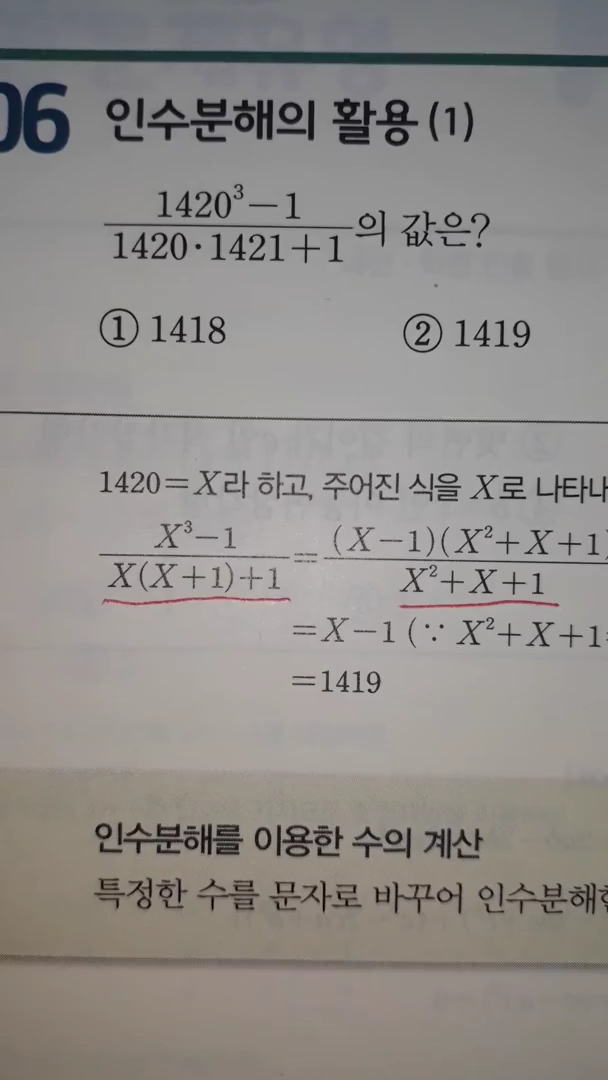 06 인수분해의 활용 (1)
1420³−1
―――――― 의 값은?
1420·1421+1
① 1418 ② 1419
1420=X라 하고, 주어진 식을 X로 나타나
X³−1 / X(X+1)+1 = (X−1)(X²+X+1) / X²+X+1
=X−1 (∵ X²+X+1
=1419
인수분해를 이용한 수의 계산
특정한 수를 문자로 바꾸어 인수분해